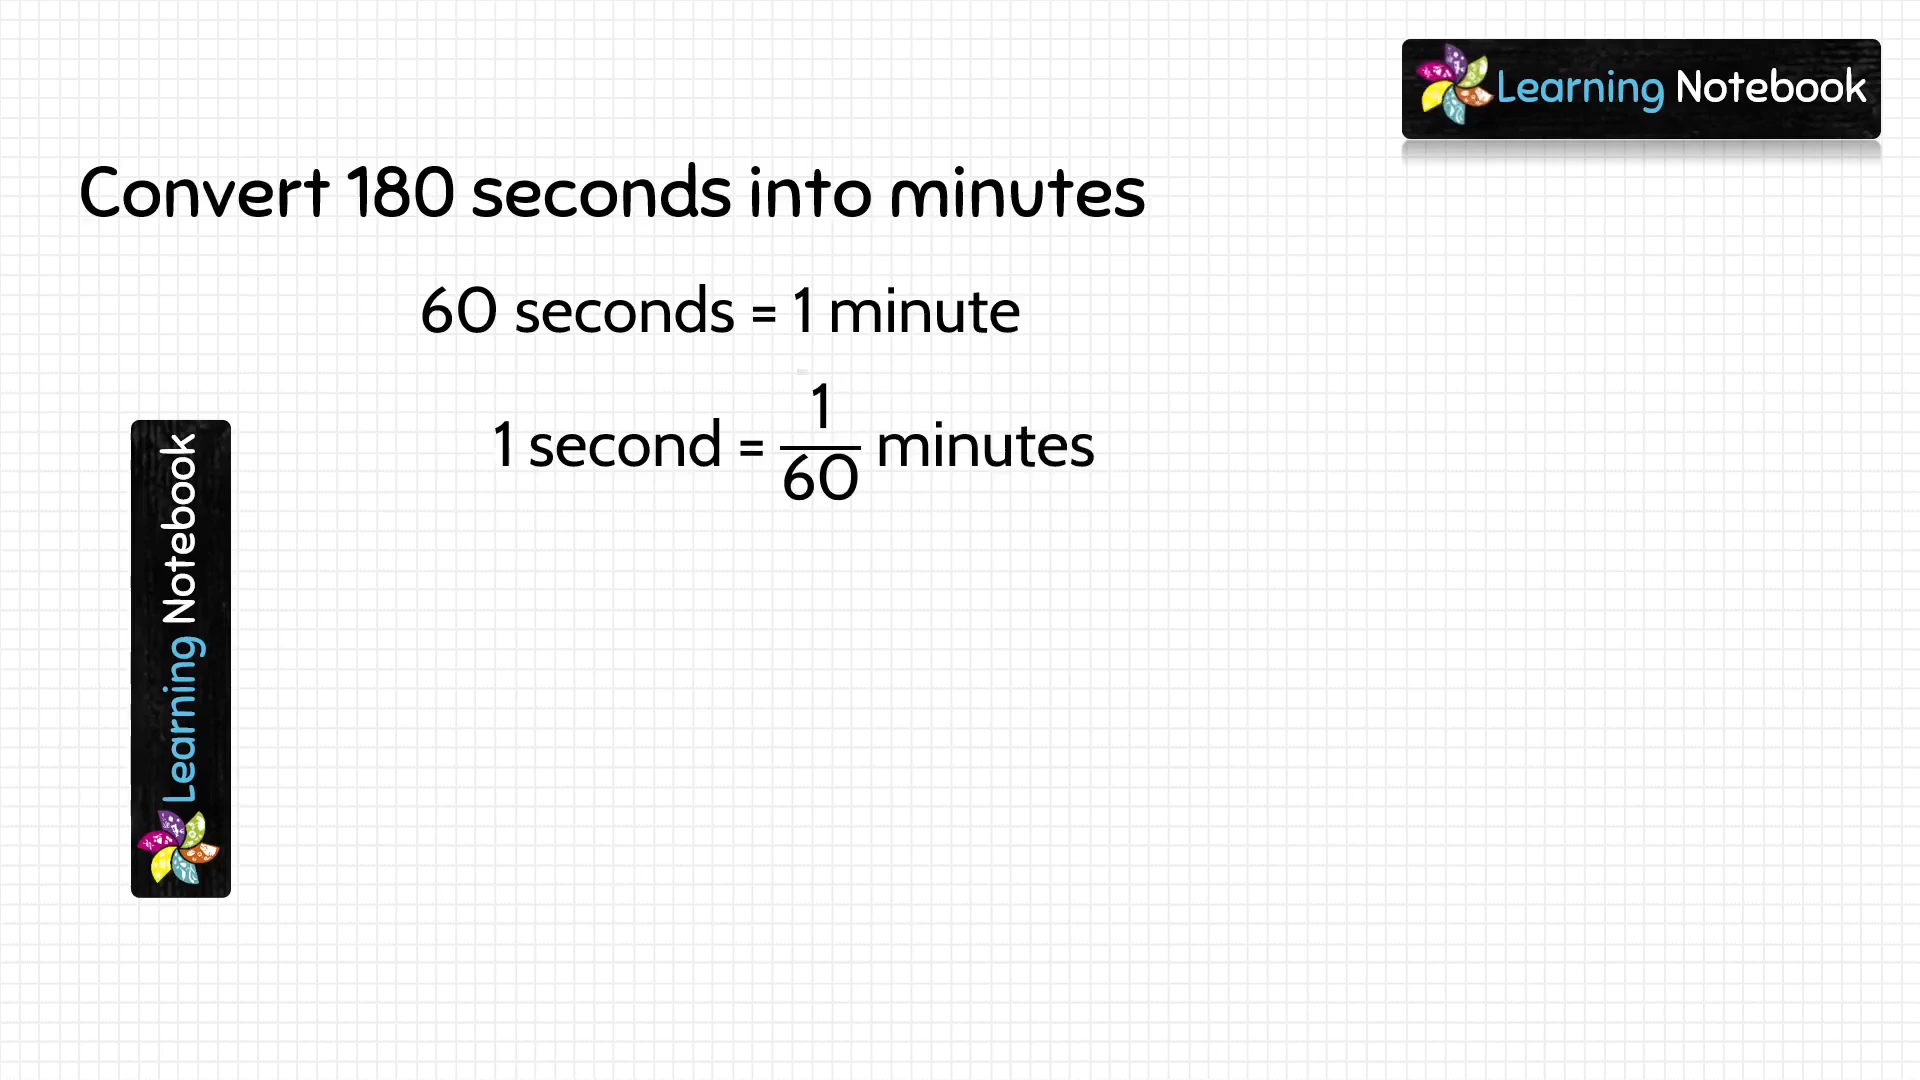 Learning Notebook
Convert 180 seconds into minutes
60 seconds = 1 minute
1 second = 1/60 minutes
Learning Notebook